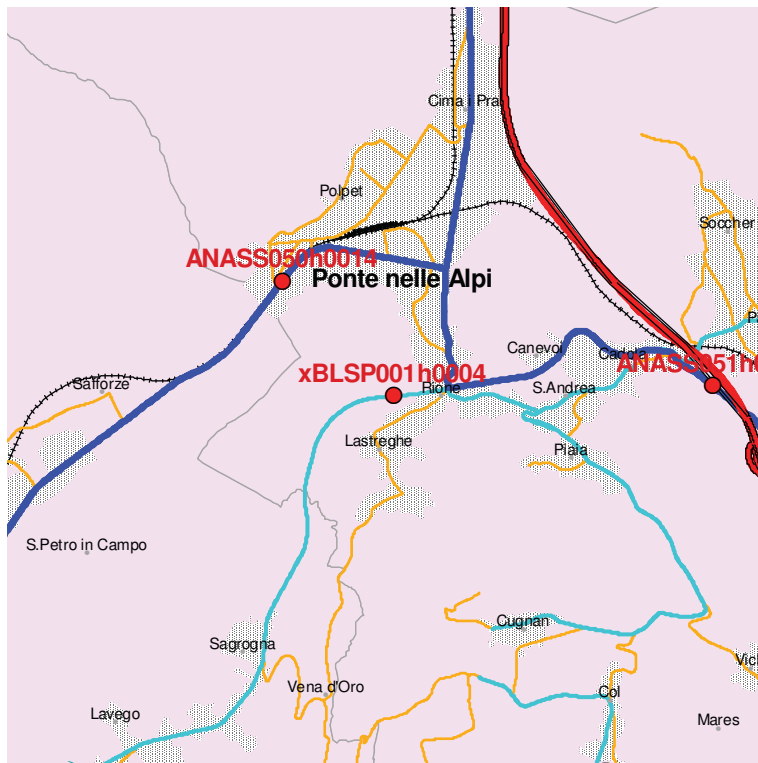 Cima i Pra
Polpet
Soccher
ANASS050h0014
Ponte nelle Alpi
Canevoi
xBLSP001h0004
Safforze
Rione
S.Andrea
Lastreghe
Piaia
S.Petro in Campo
Cugnan
Sagrogna
Vena d'Oro
Col
Lavego
Mares